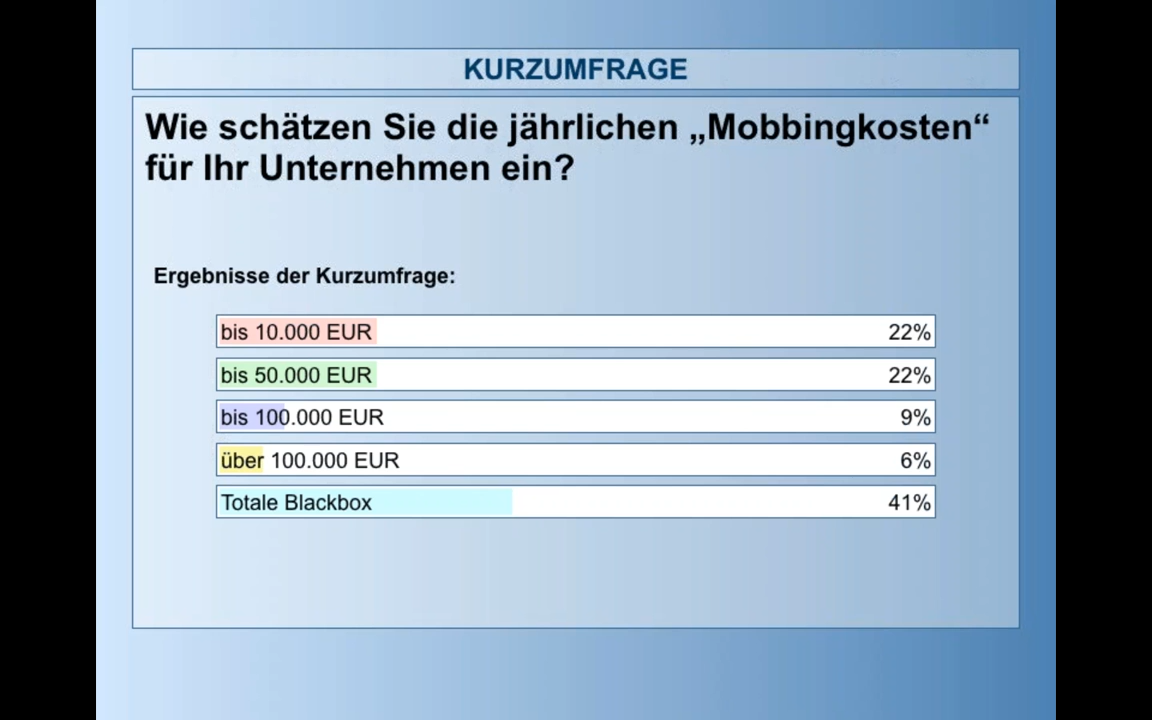 KURZUMFRAGE
Wie schätzen Sie die jährlichen „Mobbingkosten“
für Ihr Unternehmen ein?
Ergebnisse der Kurzumfrage:
bis 10.000 EUR 22%
bis 50.000 EUR 22%
bis 100.000 EUR 9%
über 100.000 EUR 6%
Totale Blackbox 41%